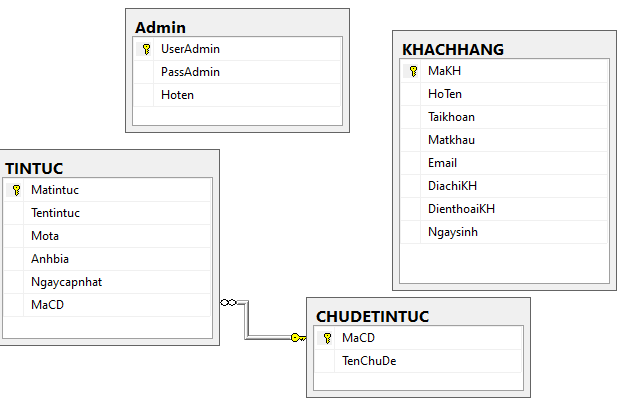 Admin
UserAdmin
PassAdmin
Hoten
KHACHHANG
MaKH
HoTen
Taikhoan
Matkhau
Email
DiachiKH
DienthoaiKH
Ngaysinh
TINTUC
Matintuc
Tentintuc
Mota
Anhbia
Ngaycapnhat
MaCD
CHUDETINTUC
MaCD
TenChuDe